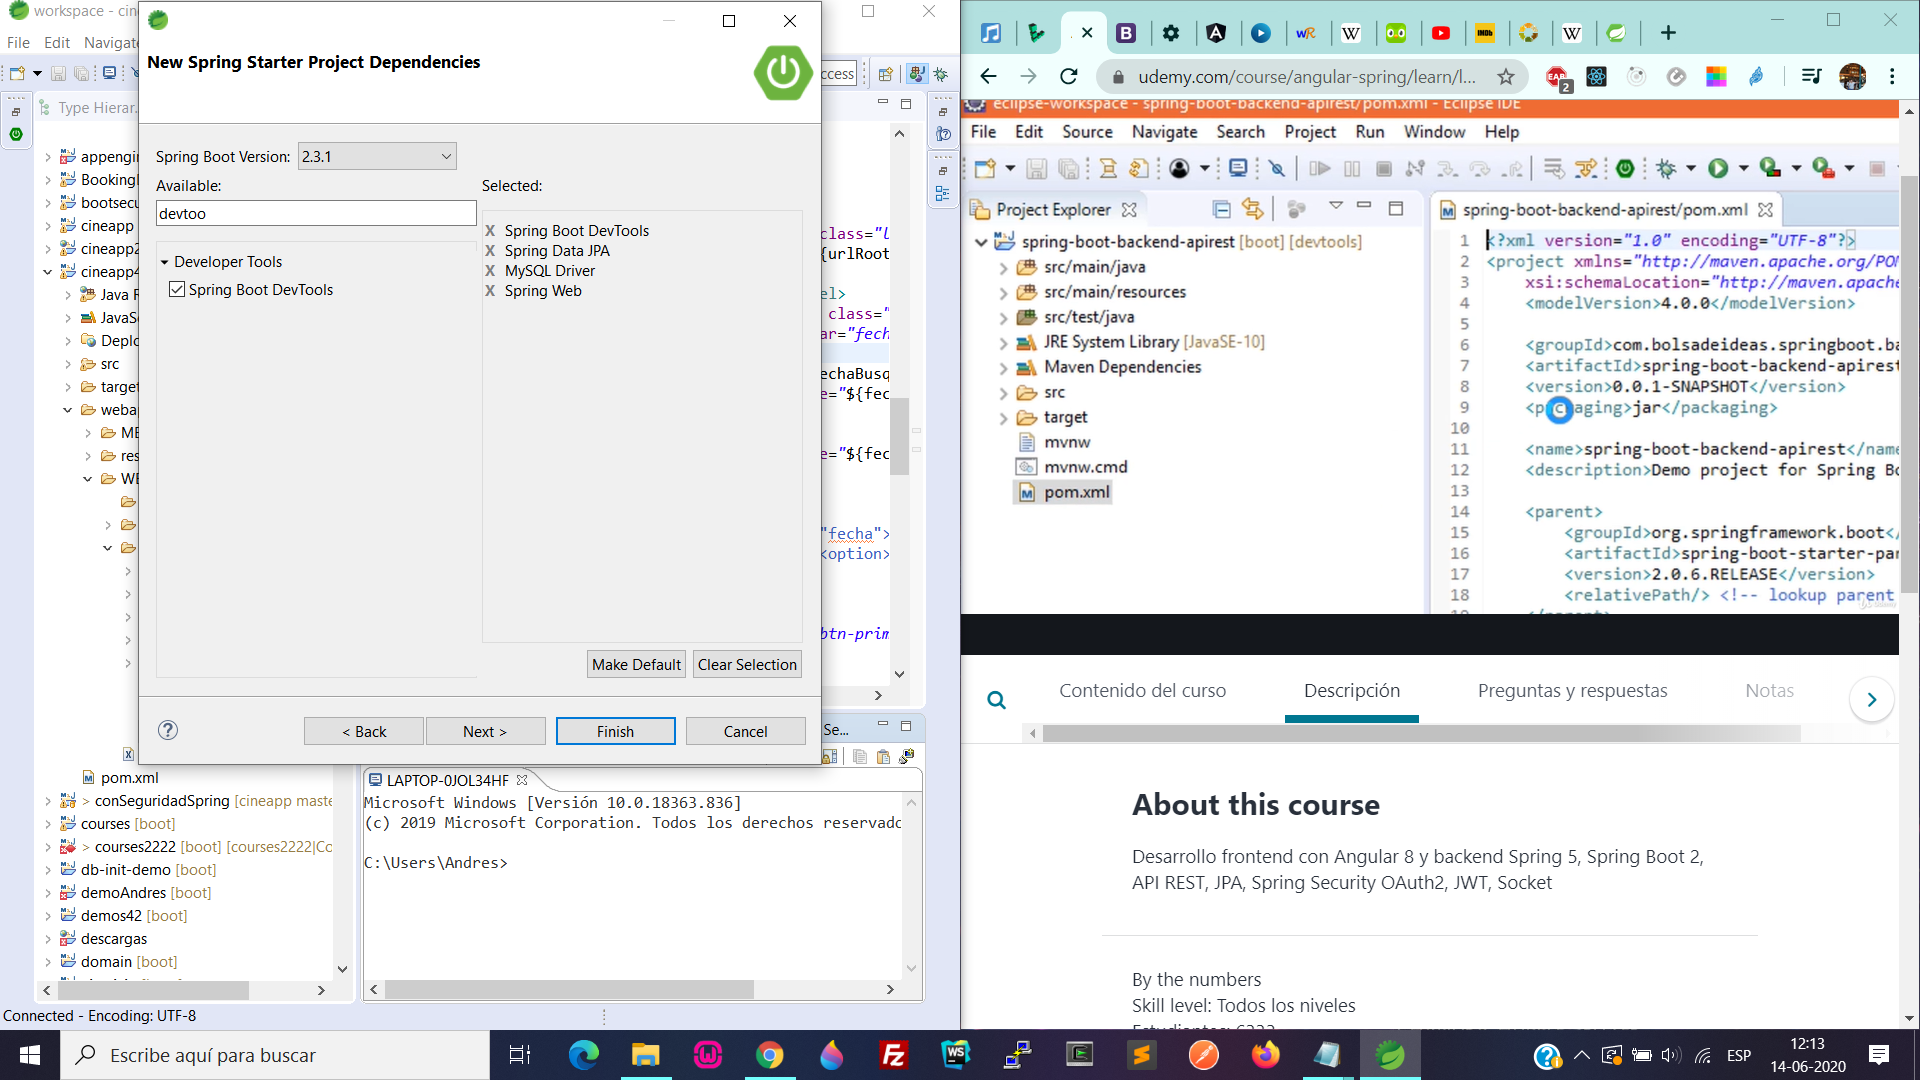 workspace - cin
File Edit Navigat
Type Hierar...
appengin
Booking
bootsecu
cineapp
cineapp2
cineapp4
Java R
JavaS
Deplo
src
target
weba
ME
res
WE
pom.xml
> conSeguridadSpring [cineapp maste
courses [boot]
> courses2222 [boot] [courses2222|Co
db-init-demo [boot]
demoAndres [boot]
demos42 [boot]
descargas
domain [boot]
Connected - Encoding: UTF-8
New Spring Starter Project Dependencies
Spring Boot Version: 2.3.1
Available:
devtoo
Developer Tools
Spring Boot DevTools
Selected:
X Spring Boot DevTools
X Spring Data JPA
X MySQL Driver
X Spring Web
Make Default
Clear Selection
< Back
Next >
Finish
Cancel
ccess
class="l
{urlRoot
el>
class="
ar="fech
echaBusq
e="${fec
e="${fec
"fecha">
<option>
btn-prim
Se...
LAPTOP-0JOL34HF
Microsoft Windows [Versión 10.0.18363.836]
(c) 2019 Microsoft Corporation. Todos los derechos reservado
C:\Users\Andres>
udemy.com/course/angular-spring/learn/l...
eclipse-workspace - spring-boot-backend-apirest/pom.xml - Eclipse IDE
File Edit Source Navigate Search Project Run Window Help
Project Explorer
spring-boot-backend-apirest [boot] [devtools]
src/main/java
src/main/resources
src/test/java
JRE System Library [JavaSE-10]
Maven Dependencies
src
target
mvnw
mvnw.cmd
pom.xml
spring-boot-backend-apirest/pom.xml
1 <?xml version="1.0" encoding="UTF-8"?>
2 <project xmlns="http://maven.apache.org/POM
3 xsi:schemaLocation="http://maven.apache
4 <modelVersion>4.0.0</modelVersion>
5
6 <groupId>com.bolsadeideas.springboot.ba
7 <artifactId>spring-boot-backend-apirest
8 <version>0.0.1-SNAPSHOT</version>
9 <packaging>jar</packaging>
10
11 <name>spring-boot-backend-apirest</name
12 <description>Demo project for Spring Bo
13
14 <parent>
15 <groupId>org.springframework.boot</
16 <artifactId>spring-boot-starter-par
17 <version>2.0.6.RELEASE</version>
18 <relativePath/> <!-- lookup parent
Contenido del curso
Descripción
Preguntas y respuestas
Notas
About this course
Desarrollo frontend con Angular 8 y backend Spring 5, Spring Boot 2,
API REST, JPA, Spring Security OAuth2, JWT, Socket
By the numbers
Skill level: Todos los niveles
Escribe aquí para buscar
ESP
12:13
14-06-2020